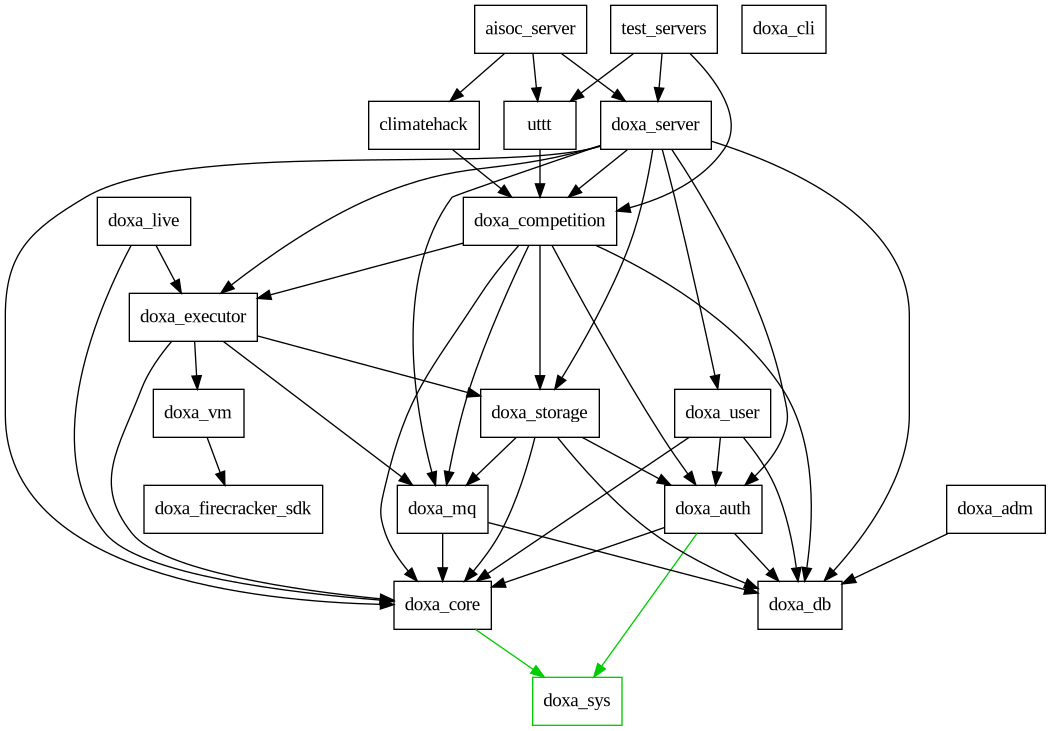 aisoc_server
test_servers
doxa_cli
climatehack
uttt
doxa_server
doxa_live
doxa_competition
doxa_executor
doxa_vm
doxa_storage
doxa_user
doxa_firecracker_sdk
doxa_mq
doxa_auth
doxa_adm
doxa_core
doxa_db
doxa_sys